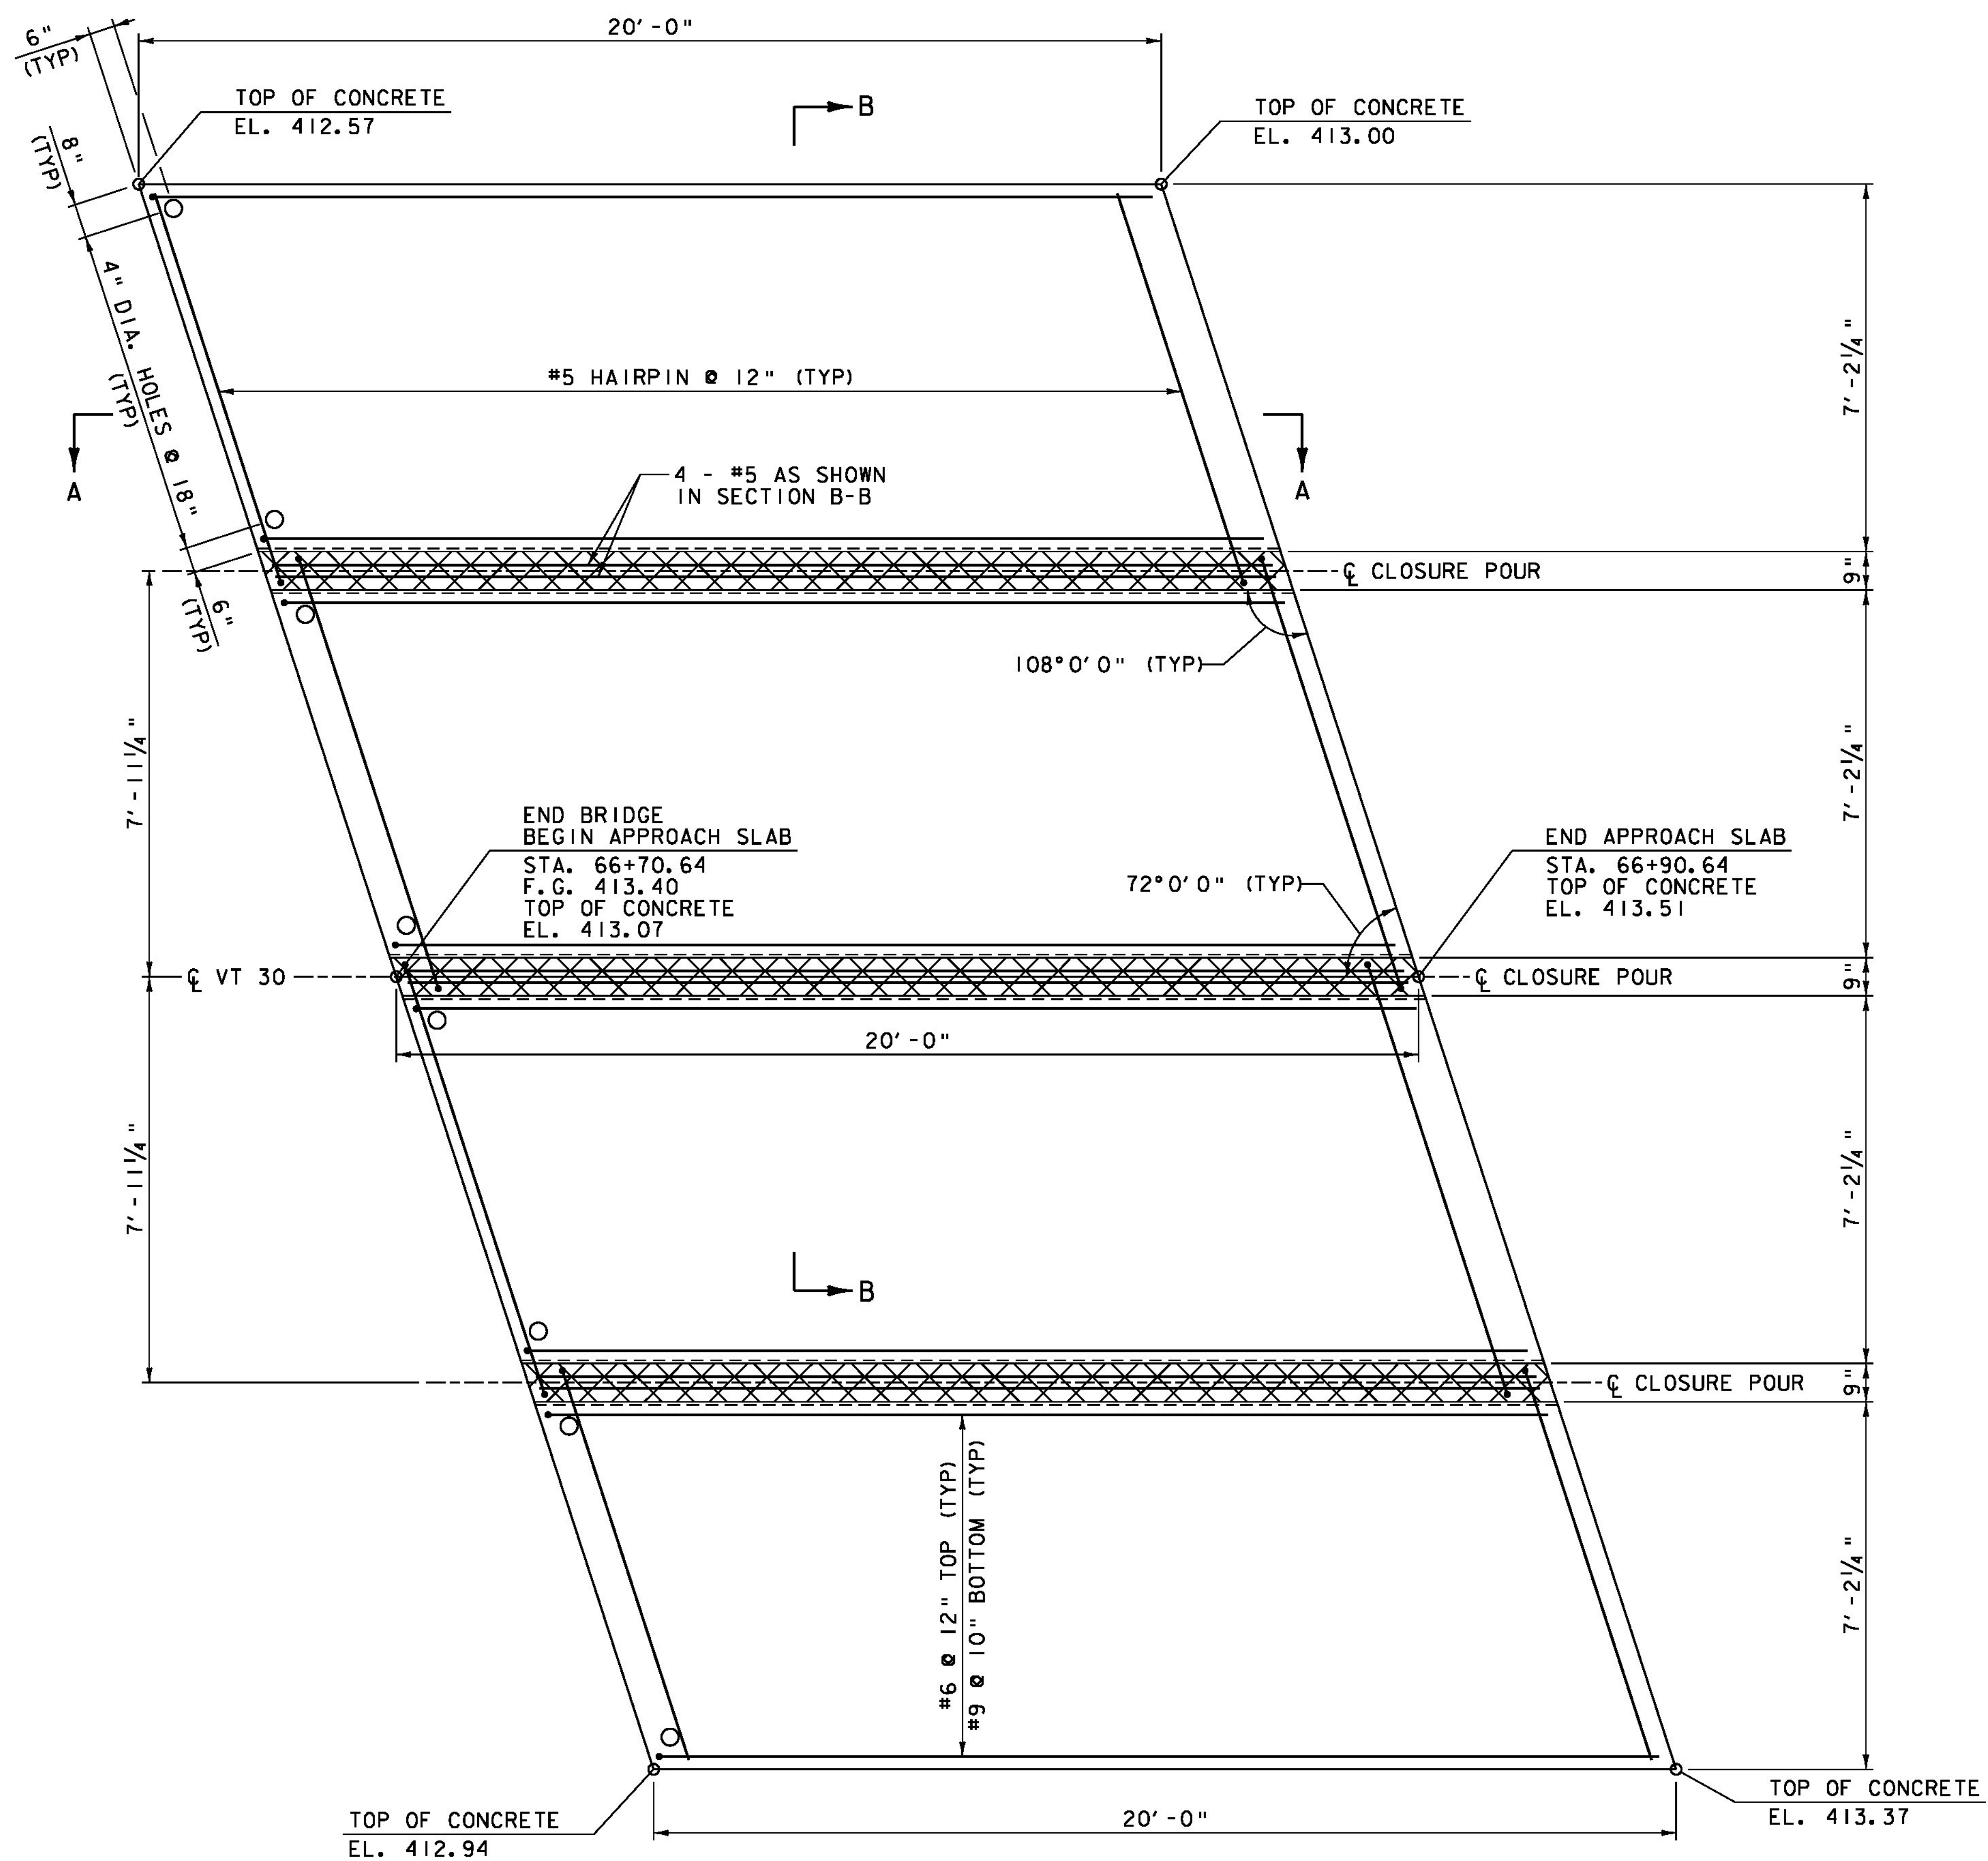 20'-0"
6"
(TYP)
TOP OF CONCRETE
EL. 412.57
B
TOP OF CONCRETE
EL. 413.00
8"
(TYP)
4" DIA. HOLES @ 18"
(TYP)
7'-2¼"
#5 HAIRPIN @ 12" (TYP)
A
A
4 - #5 AS SHOWN
IN SECTION B-B
℄ CLOSURE POUR
9"
6"
(TYP)
108°0'0" (TYP)
7'-11¼"
7'-2¼"
END BRIDGE
BEGIN APPROACH SLAB
STA. 66+70.64
F.G. 413.40
TOP OF CONCRETE
EL. 413.07
72°0'0" (TYP)
END APPROACH SLAB
STA. 66+90.64
TOP OF CONCRETE
EL. 413.51
℄ VT 30
℄ CLOSURE POUR
9"
20'-0"
7'-11¼"
7'-2¼"
B
℄ CLOSURE POUR
9"
#6 @ 12" TOP (TYP)
#9 @ 10" BOTTOM (TYP)
7'-2¼"
TOP OF CONCRETE
EL. 412.94
20'-0"
TOP OF CONCRETE
EL. 413.37